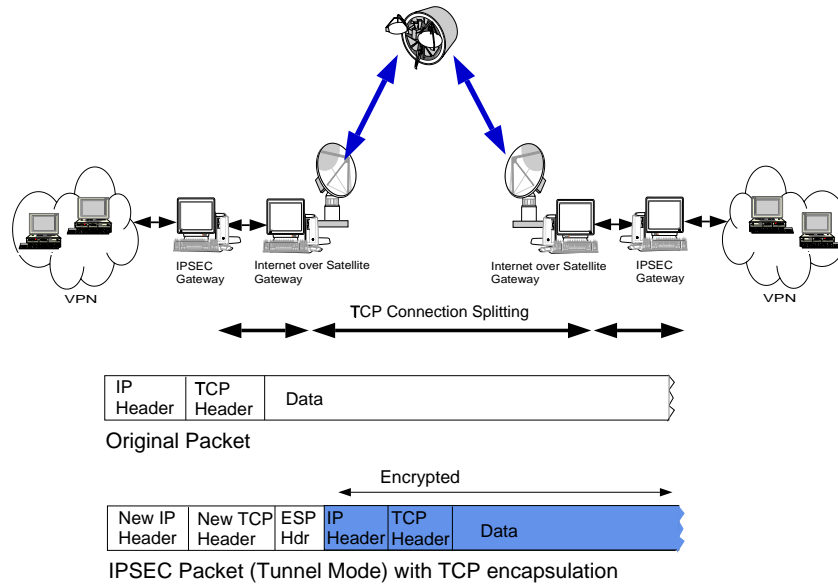 IPSEC
Gateway
Internet over Satellite
Gateway
Internet over Satellite
Gateway
IPSEC
Gateway
VPN
VPN
TCP Connection Splitting
IP
Header
TCP
Header
Data
Original Packet
Encrypted
New IP
Header
New TCP
Header
ESP
Hdr
IP
Header
TCP
Header
Data
IPSEC Packet (Tunnel Mode) with TCP encapsulation